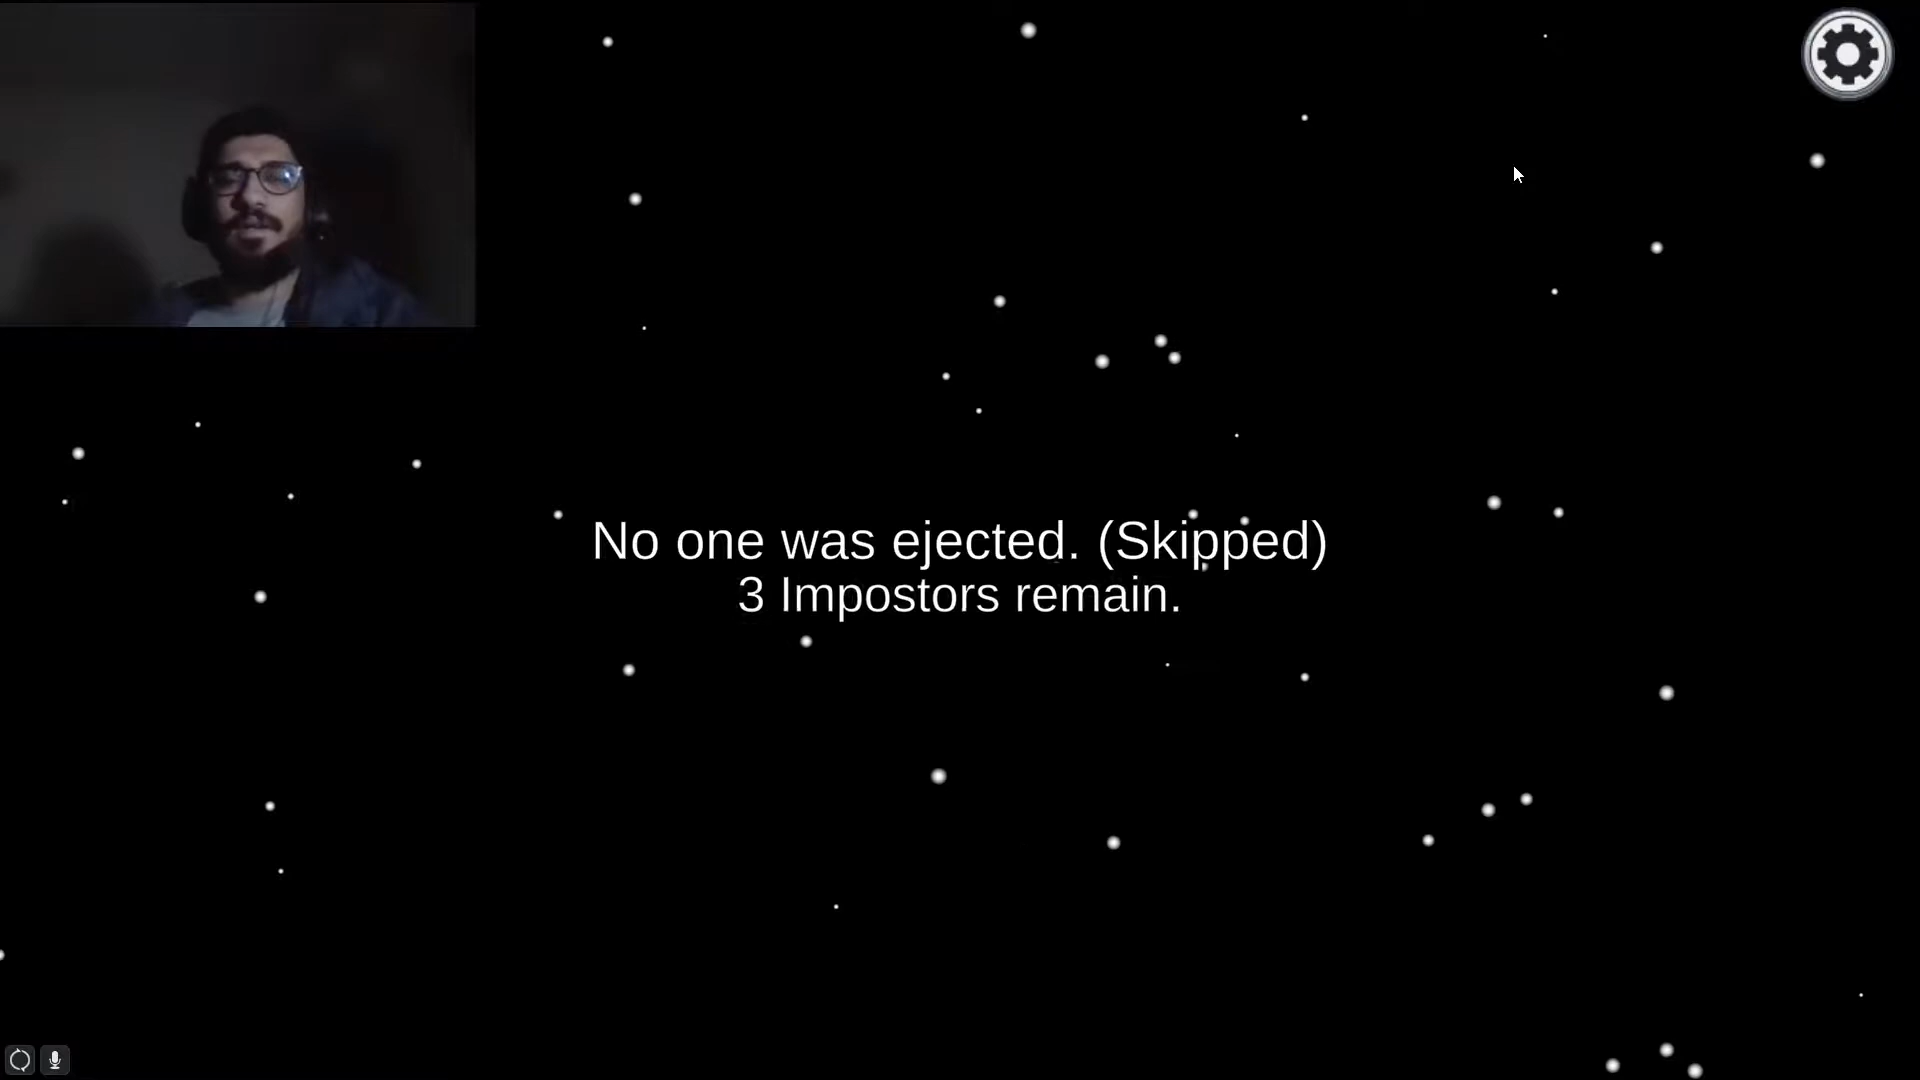 No one was ejected. (Skipped)
3 Impostors remain.